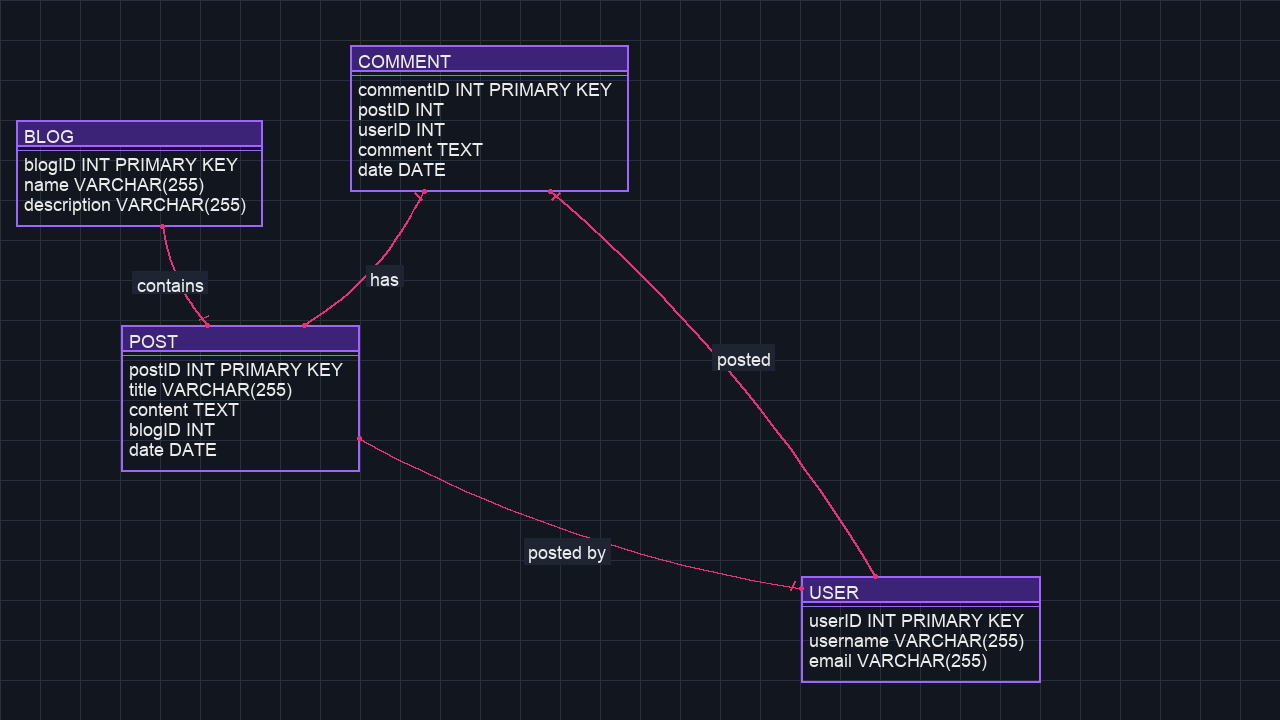 COMMENT
commentID INT PRIMARY KEY
postID INT
userID INT
comment TEXT
date DATE
BLOG
blogID INT PRIMARY KEY
name VARCHAR(255)
description VARCHAR(255)
contains
has
POST
postID INT PRIMARY KEY
title VARCHAR(255)
content TEXT
blogID INT
date DATE
posted
posted by
USER
userID INT PRIMARY KEY
username VARCHAR(255)
email VARCHAR(255)